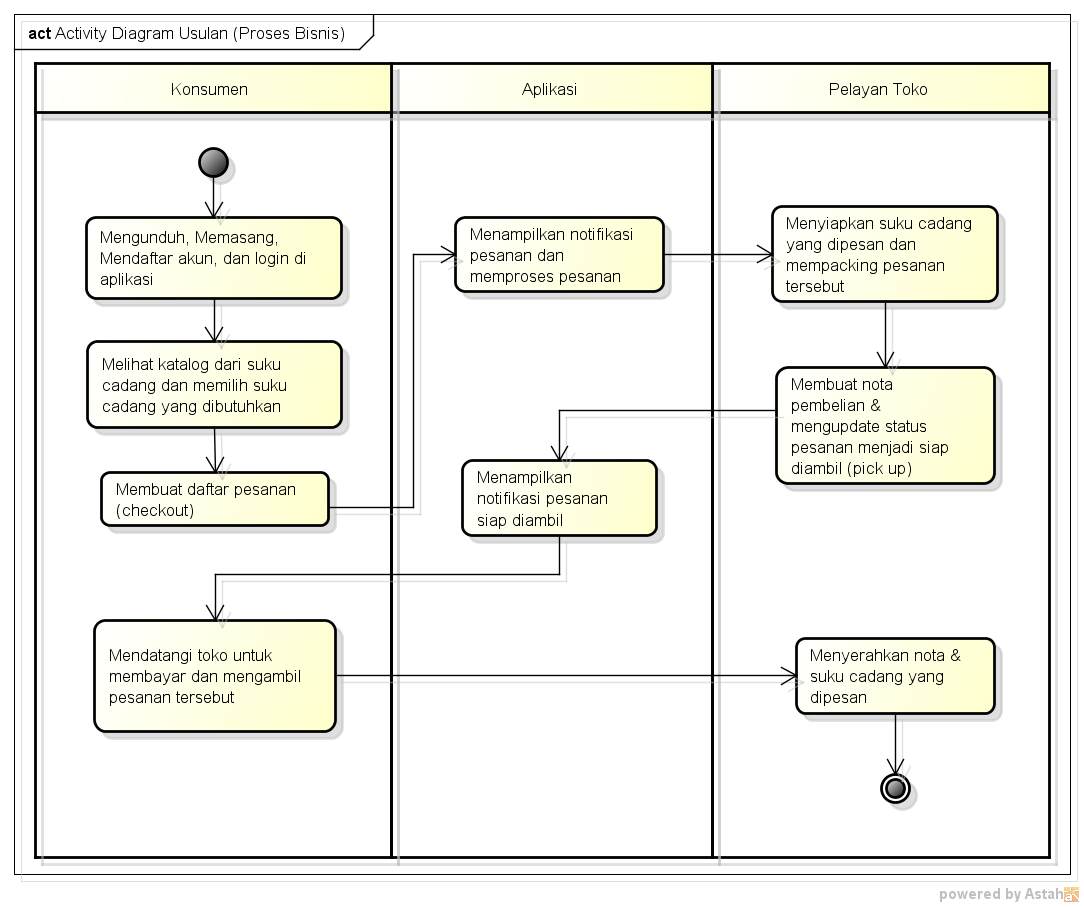 act Activity Diagram Usulan (Proses Bisnis)
Konsumen
Aplikasi
Pelayan Toko
Mengunduh, Memasang,
Mendaftar akun, dan login di
aplikasi
Melihat katalog dari suku
cadang dan memilih suku
cadang yang dibutuhkan
Membuat daftar pesanan
(checkout)
Menampilkan notifikasi
pesanan dan
memproses pesanan
Menyiapkan suku cadang
yang dipesan dan
mempacking pesanan
tersebut
Membuat nota
pembelian &
mengupdate status
pesanan menjadi siap
diambil (pick up)
Menampilkan
notifikasi pesanan
siap diambil
Mendatangi toko untuk
membayar dan mengambil
pesanan tersebut
Menyerahkan nota &
suku cadang yang
dipesan
powered by Astah